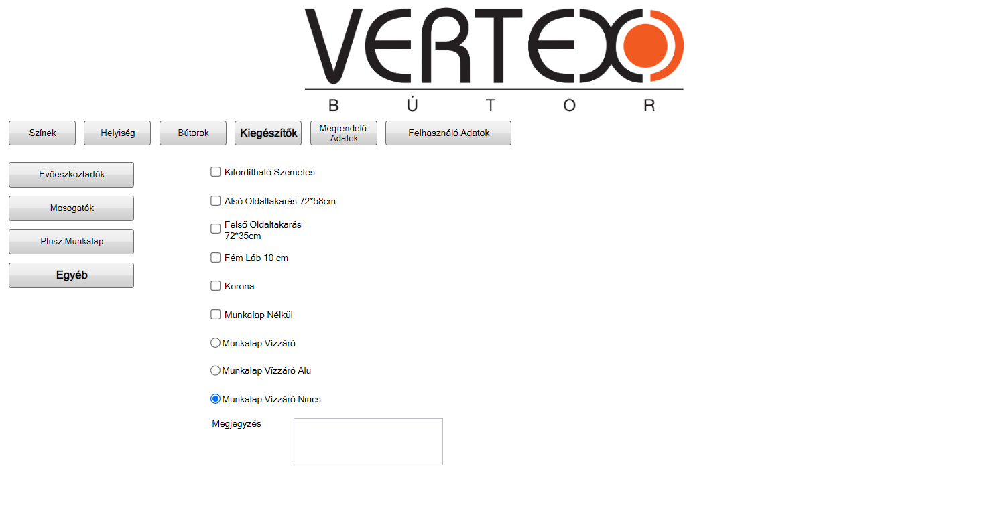 VERTEX
BÚTOR
Színek
Helyiség
Bútorok
Kiegészítők
Megrendelő
Adatok
Felhasználó Adatok
Evőeszköztartók
Mosogatók
Plusz Munkalap
Egyéb
Kifordítható Szemetes
Alsó Oldaltakarás 72*58cm
Felső Oldaltakarás
72*35cm
Fém Láb 10 cm
Korona
Munkalap Nélkül
Munkalap Vízzáró
Munkalap Vízzáró Alu
Munkalap Vízzáró Nincs
Megjegyzés